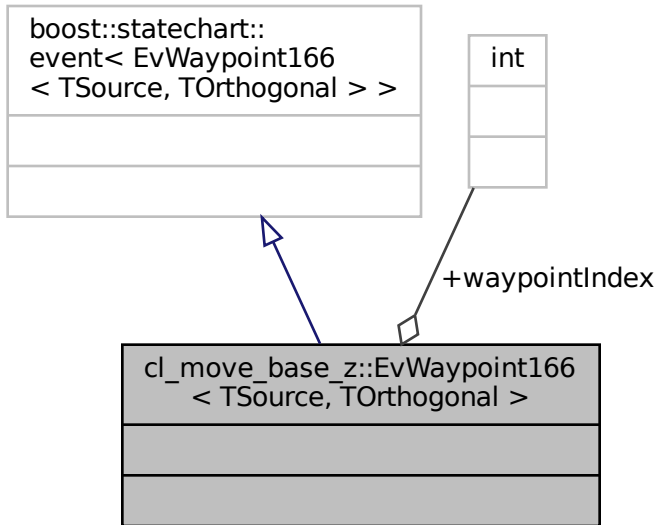 boost::statechart::
event< EvWaypoint166
< TSource, TOrthogonal > >
int
+waypointIndex
cl_move_base_z::EvWaypoint166
< TSource, TOrthogonal >